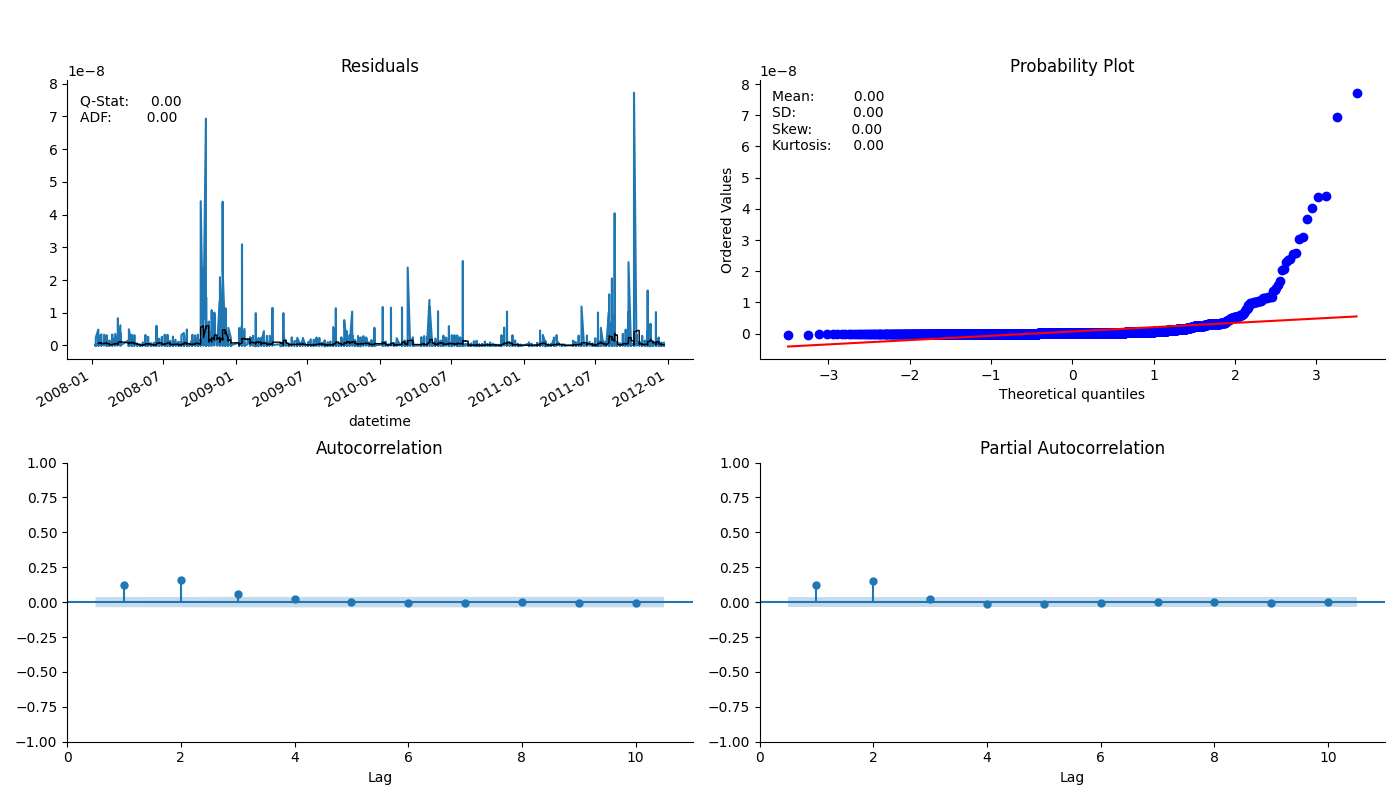 Residuals
1e−8
Q-Stat: 0.00
ADF: 0.00
8
7
6
5
4
3
2
1
0
2008-01
2008-07
2009-01
2009-07
2010-01
2010-07
2011-01
2011-07
2012-01
datetime
Probability Plot
1e−8
Mean: 0.00
SD: 0.00
Skew: 0.00
Kurtosis: 0.00
Ordered Values
8
7
6
5
4
3
2
1
0
−3 −2 −1 0 1 2 3
Theoretical quantiles
Autocorrelation
1.00
0.75
0.50
0.25
0.00
−0.25
−0.50
−0.75
−1.00
0 2 4 6 8 10
Lag
Partial Autocorrelation
1.00
0.75
0.50
0.25
0.00
−0.25
−0.50
−0.75
−1.00
0 2 4 6 8 10
Lag